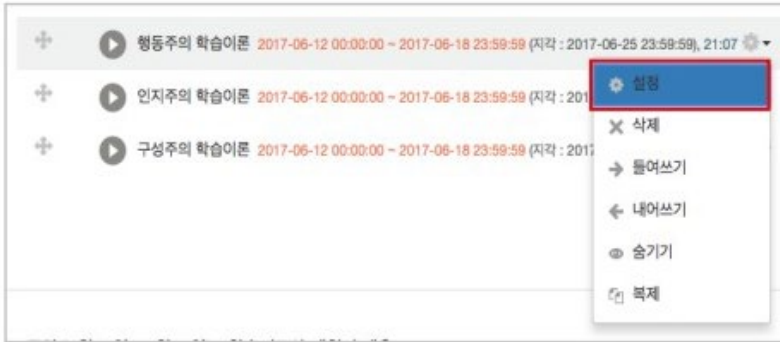 행동주의 학습이론 2017-06-12 00:00:00 ~ 2017-06-18 23:59:59 (지각 : 2017-06-25 23:59:59), 21:07
설정
인지주의 학습이론 2017-06-12 00:00:00 ~ 2017-06-18 23:59:59 (지각 : 201
삭제
구성주의 학습이론 2017-06-12 00:00:00 ~ 2017-06-18 23:59:59 (지각 : 2017
들여쓰기
내어쓰기
숨기기
복제